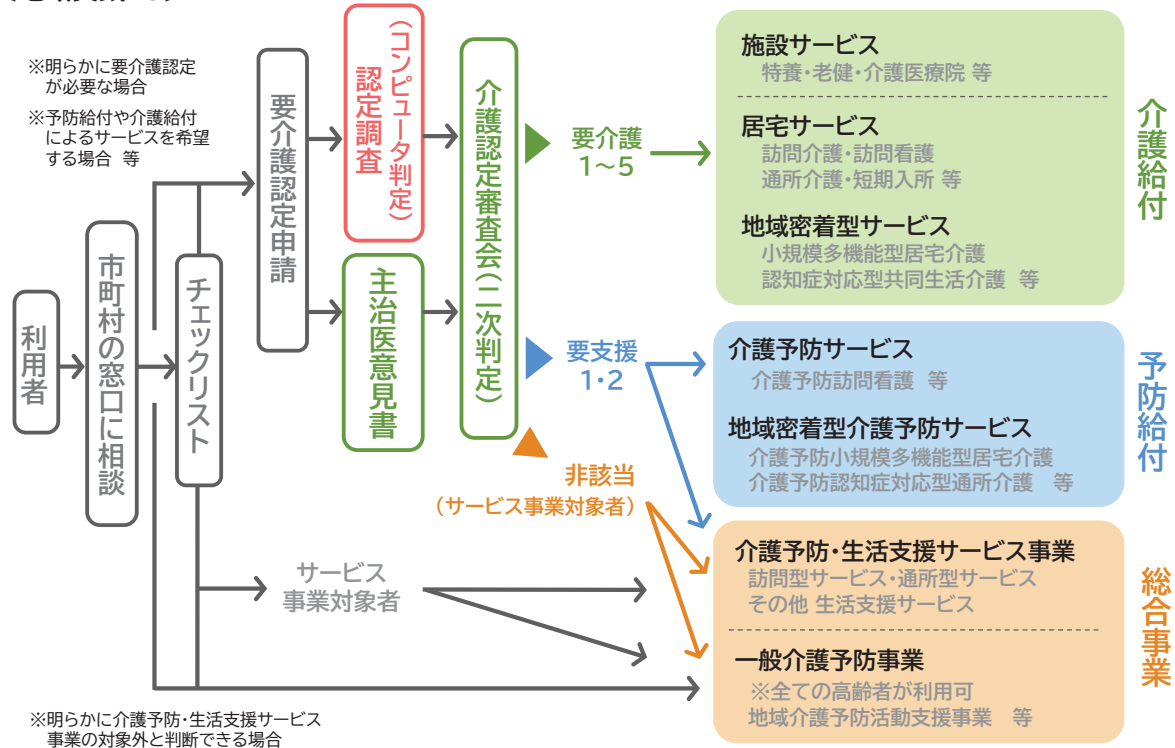 ※明らかに要介護認定
が必要な場合
※予防給付や介護給付
によるサービスを希望
する場合 等
利用者
市町村の窓口に相談
チェックリスト
要介護認定申請
認定調査
(コンピュータ判定)
主治医意見書
介護認定審査会(二次判定)
要介護
1~5
要支援
1・2
非該当
(サービス事業対象者)
サービス
事業対象者
※明らかに介護予防・生活支援サービス
事業の対象外と判断できる場合
施設サービス
特養・老健・介護医療院 等
居宅サービス
訪問介護・訪問看護
通所介護・短期入所 等
地域密着型サービス
小規模多機能型居宅介護
認知症対応型共同生活介護 等
介護給付
介護予防サービス
介護予防訪問看護 等
地域密着型介護予防サービス
介護予防小規模多機能型居宅介護
介護予防認知症対応型通所介護 等
予防給付
介護予防・生活支援サービス事業
訪問型サービス・通所型サービス
その他 生活支援サービス
一般介護予防事業
※全ての高齢者が利用可
地域介護予防活動支援事業 等
総合事業